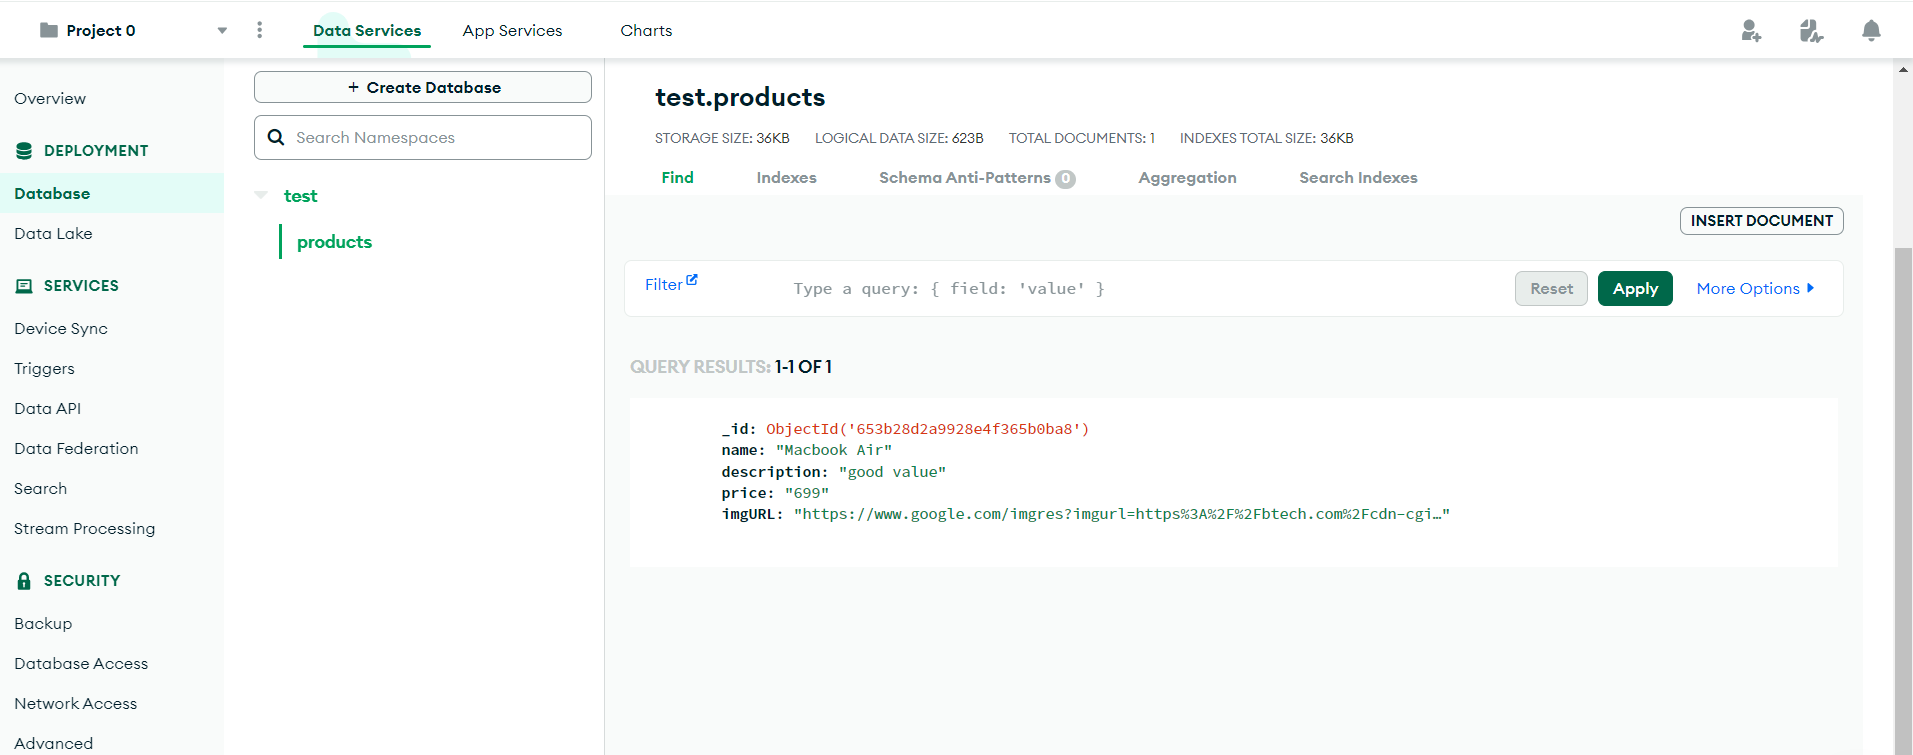 Project 0
Data Services
App Services
Charts
Overview
DEPLOYMENT
Database
Data Lake
SERVICES
Device Sync
Triggers
Data API
Data Federation
Search
Stream Processing
SECURITY
Backup
Database Access
Network Access
Advanced
+ Create Database
Search Namespaces
test
products
test.products
STORAGE SIZE: 36KB LOGICAL DATA SIZE: 623B TOTAL DOCUMENTS: 1 INDEXES TOTAL SIZE: 36KB
Find Indexes Schema Anti-Patterns 0 Aggregation Search Indexes
INSERT DOCUMENT
Filter Type a query: { field: 'value' } Reset Apply More Options
QUERY RESULTS: 1-1 OF 1
_id: ObjectId('653b28d2a9928e4f365b0ba8')
name: "Macbook Air"
description: "good value"
price: "699"
imgURL: "https://www.google.com/imgres?imgurl=https%3A%2F%2Fbtech.com%2Fcdn-cgi…"